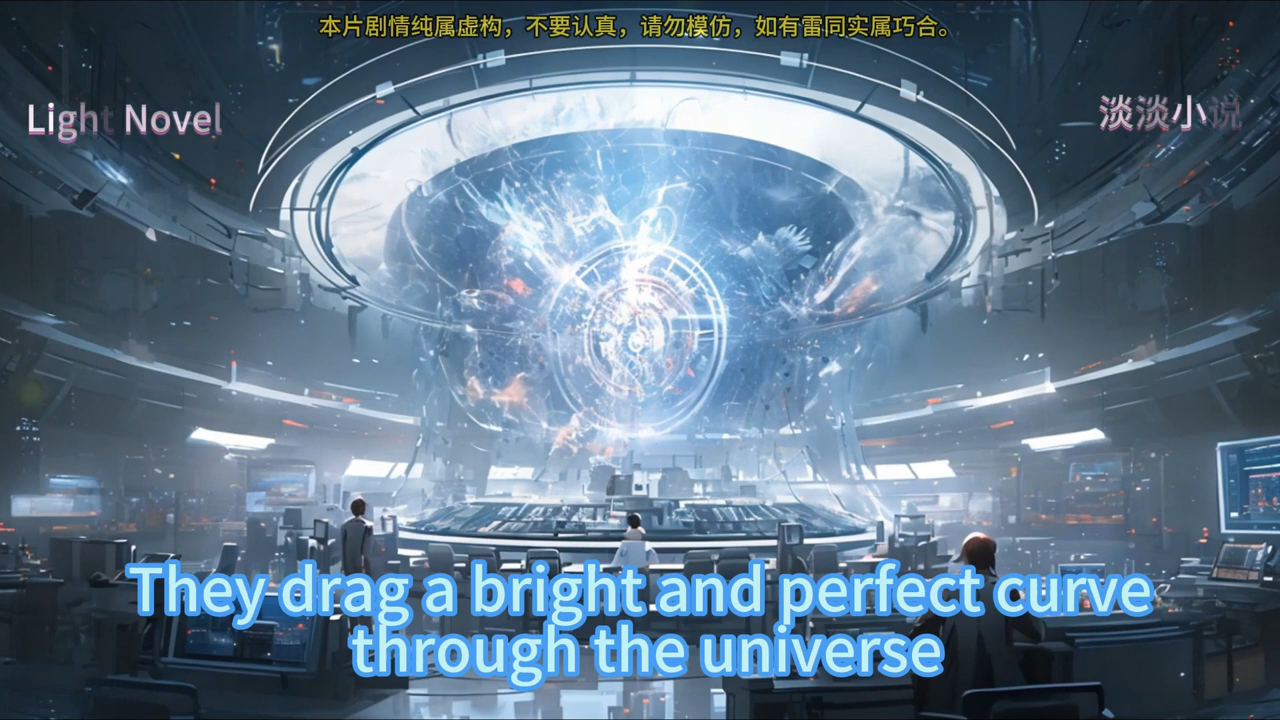 本片剧情纯属虚构，不要认真，请勿模仿，如有雷同实属巧合。
Light Novel
淡淡小说
They drag a bright and perfect curve
through the universe